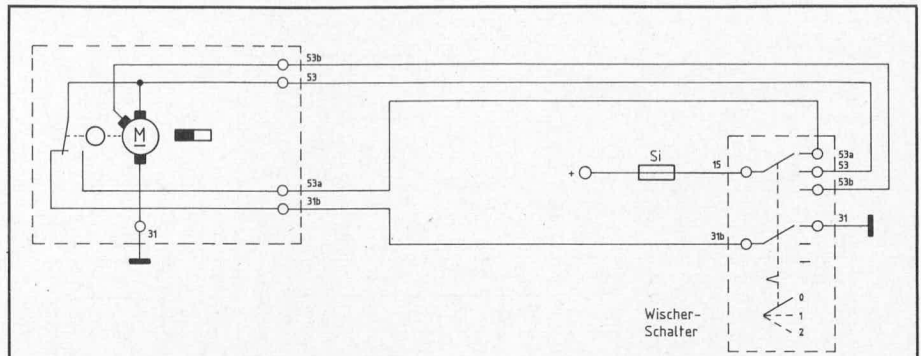 53b
53
M
53a
31b
31
+
Si
15
53a
53
53b
31b
31
Wischer-
Schalter
0
1
2